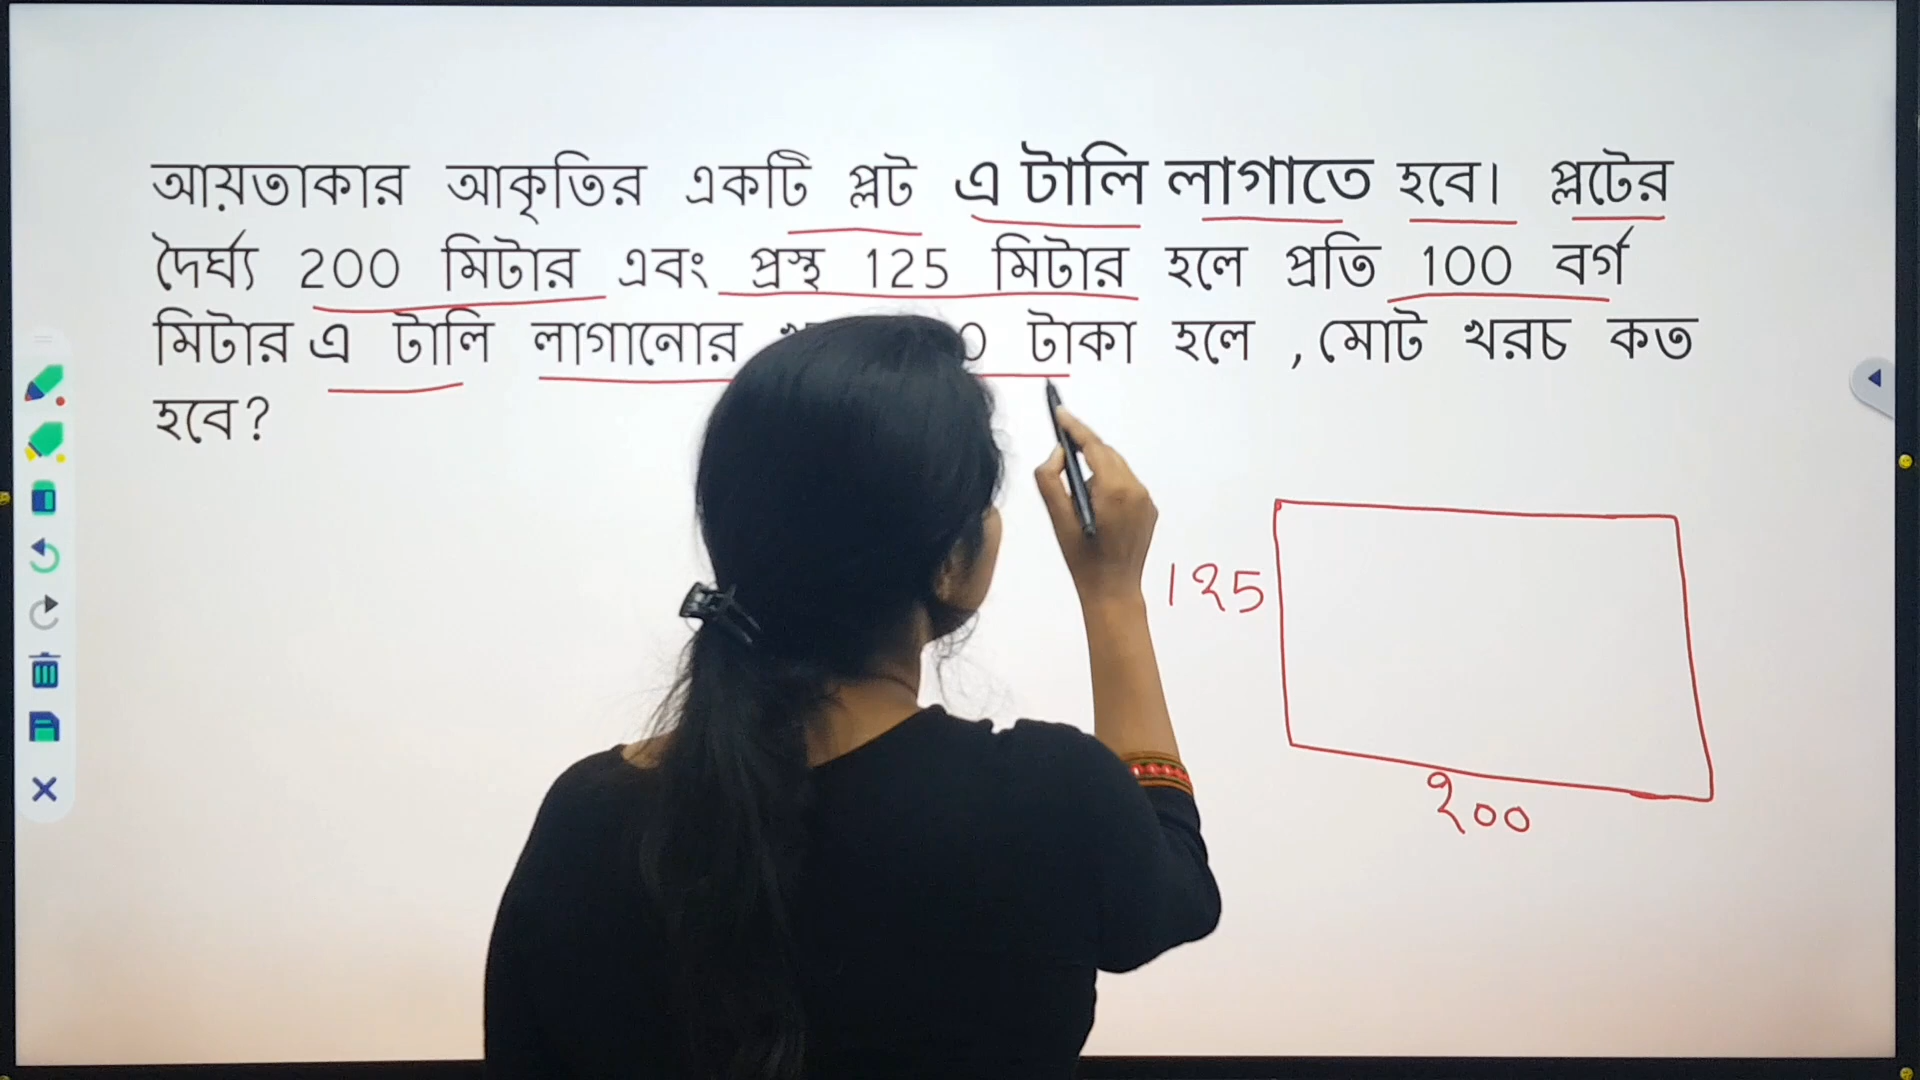 আয়তাকার আকৃতির একটি প্লট এ টালি লাগাতে হবে। প্লটের
দৈর্ঘ্য 200 মিটার এবং প্রস্থ 125 মিটার হলে প্রতি 100 বর্গ
মিটার এ টালি লাগানোর টাকা হলে , মোট খরচ কত
হবে?
125
200